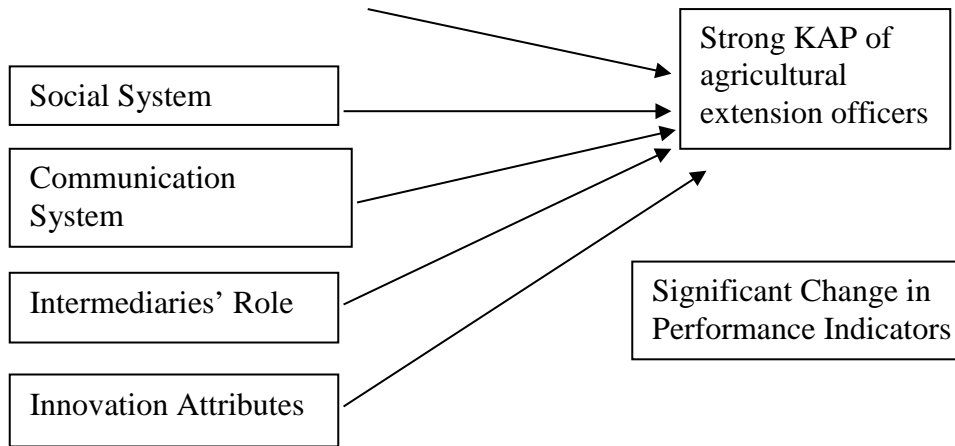 Strong KAP of
agricultural
extension officers
Social System
Communication
System
Intermediaries’ Role
Significant Change in
Performance Indicators
Innovation Attributes